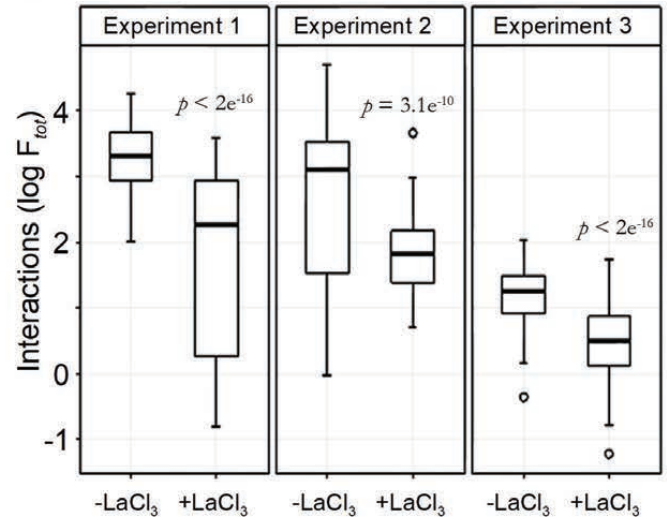 Experiment 1 Experiment 2 Experiment 3
Interactions (log F_tot)
4
2
0
-1
p < 2e⁻¹⁶
p = 3.1e⁻¹⁰
p < 2e⁻¹⁶
-LaCl₃ +LaCl₃ -LaCl₃ +LaCl₃ -LaCl₃ +LaCl₃